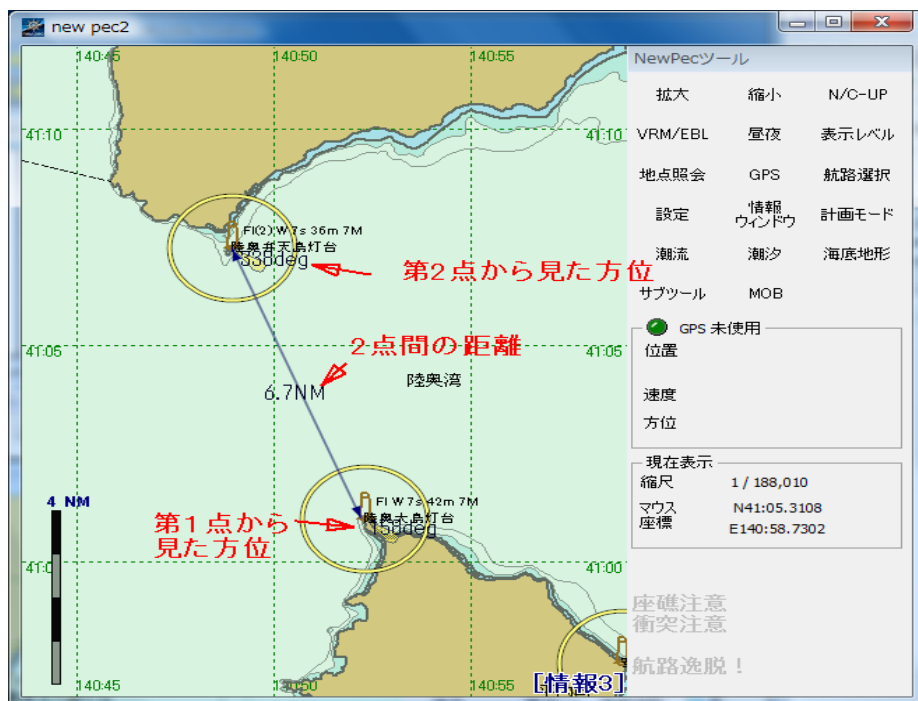 new pec2
140:45 140:50 140:55
NewPecツール
拡大 縮小 N/C-UP
41:10 41:10
VRM/EBL 昼夜 表示レベル
地点照会 GPS 航路選択
設定 情報ウィンドウ 計画モード
潮流 潮汐 海底地形
サブツール MOB
Fl(2) W 7s 36m 7M
陸奥弁天島灯台
第2点から見た方位
GPS 未使用
位置
速度
方位
2点間の距離
41:05 41:05
陸奥湾
6.7NM
現在表示
縮尺 1 / 188,010
マウス座標 N41:05.3108
E140:58.7302
4 NM
Fl W 7s 42m 7M
陸奥大島灯台
第1点から
見た方位
41:00
座礁注意
衝突注意
航路逸脱!
140:45 140:55
[情報3]